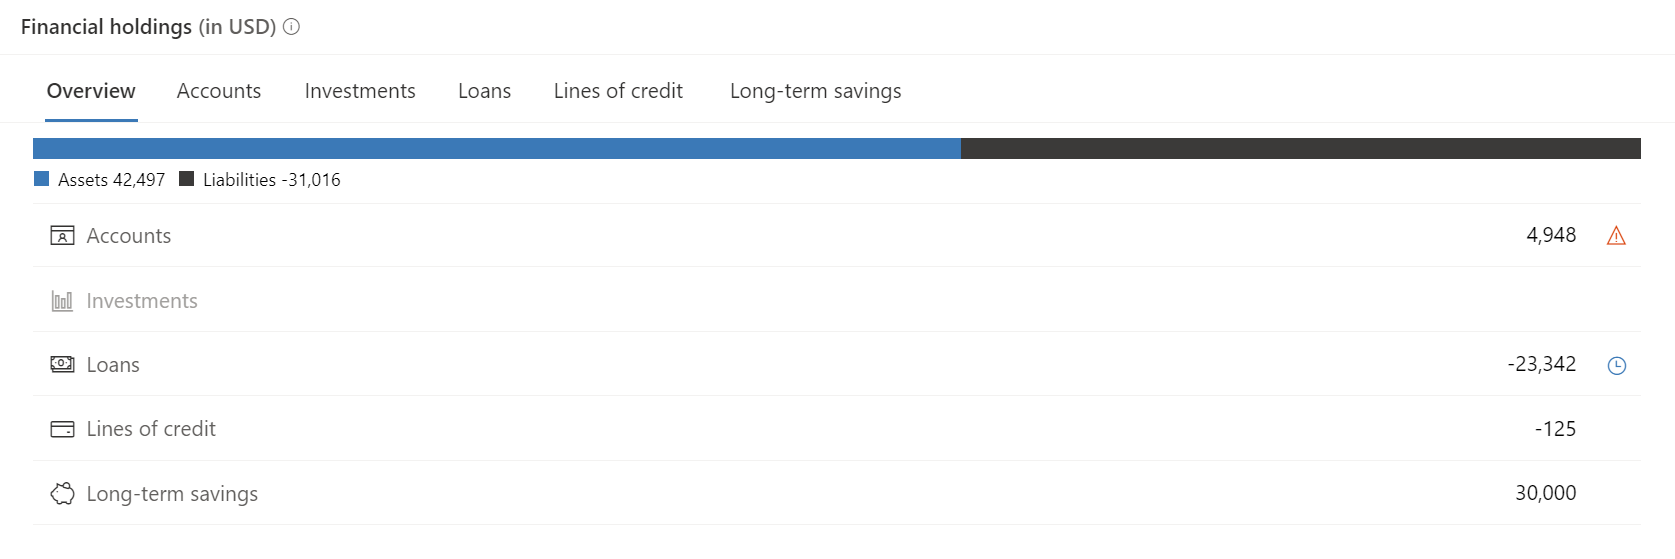 Financial holdings (in USD)
Overview Accounts Investments Loans Lines of credit Long-term savings
Assets 42,497 Liabilities -31,016
Accounts 4,948
Investments
Loans -23,342
Lines of credit -125
Long-term savings 30,000